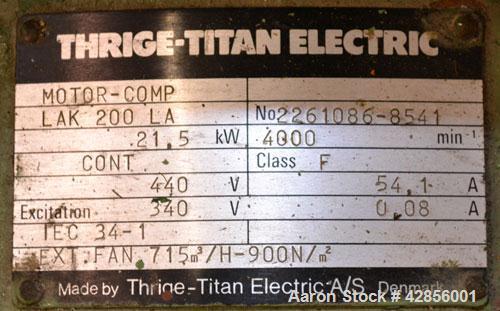 THRIGE-TITAN ELECTRIC
MOTOR-COMP
LAK 200 LA No 2261086-8541
21,5 kW 4000 min⁻¹
CONT Class F
440 V 54,1 A
Excitation 340 V 0,08 A
IEC 34-1
EXT.FAN 715m³/H-900N/m²
Made by Thrige-Titan Electric A/S Denmark
Aaron Stock # 42856001